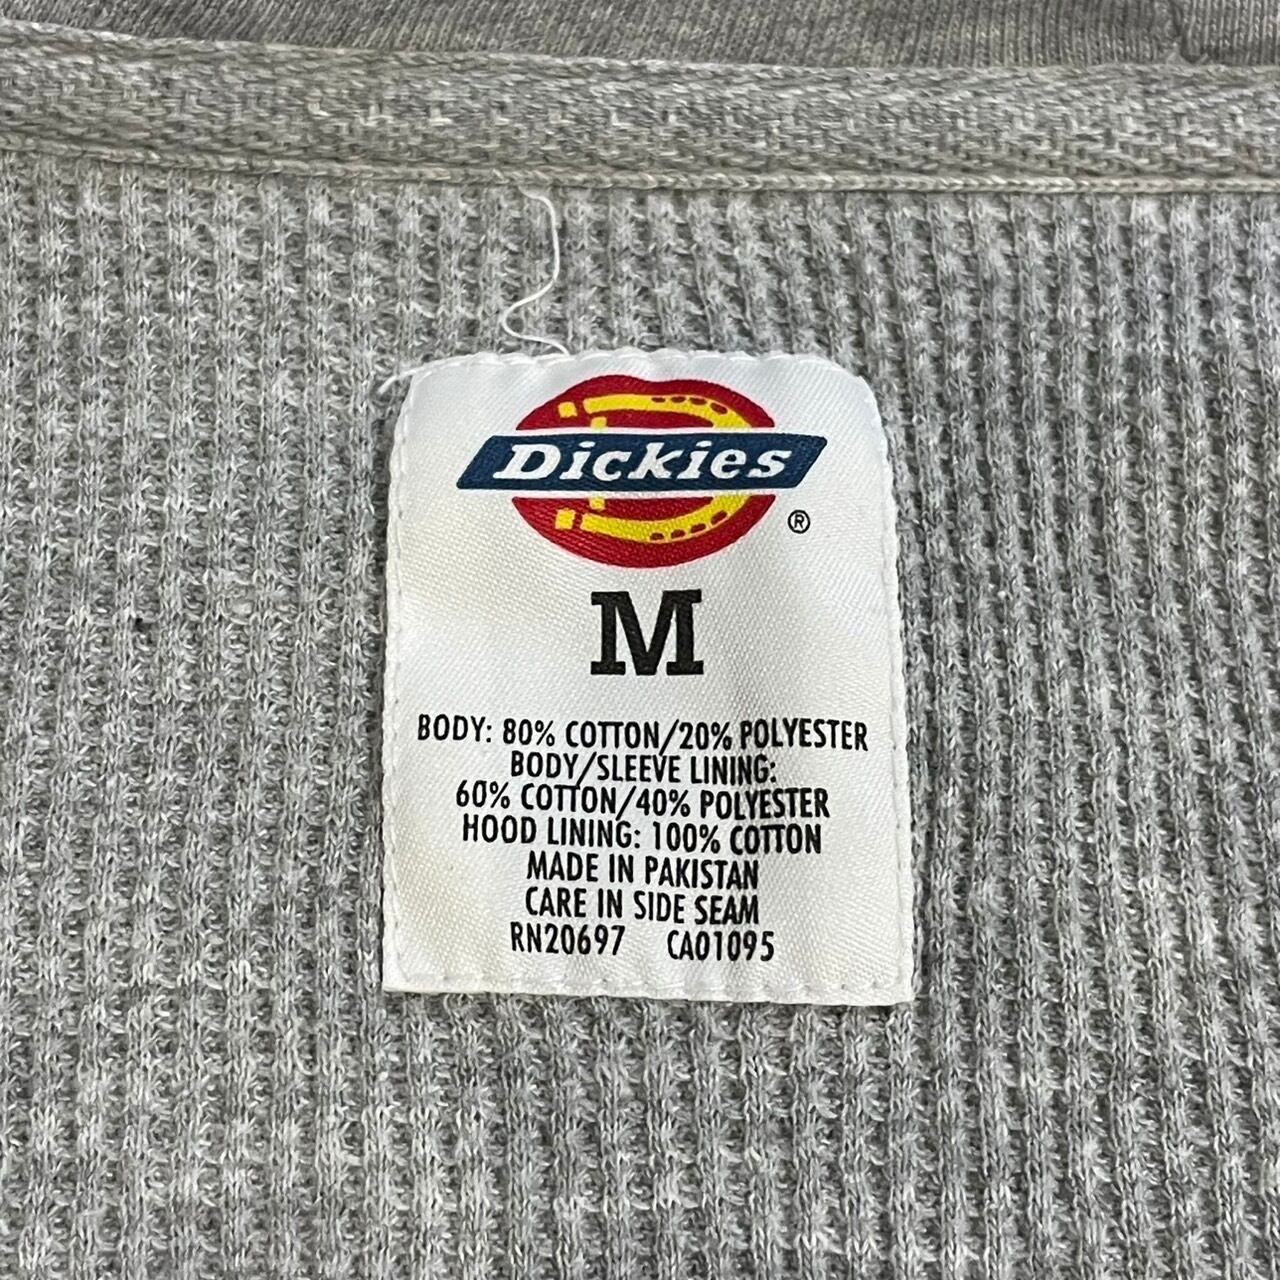 Dickies
®
M
BODY: 80% COTTON/20% POLYESTER
BODY/SLEEVE LINING:
60% COTTON/40% POLYESTER
HOOD LINING: 100% COTTON
MADE IN PAKISTAN
CARE IN SIDE SEAM
RN20697 CA01095